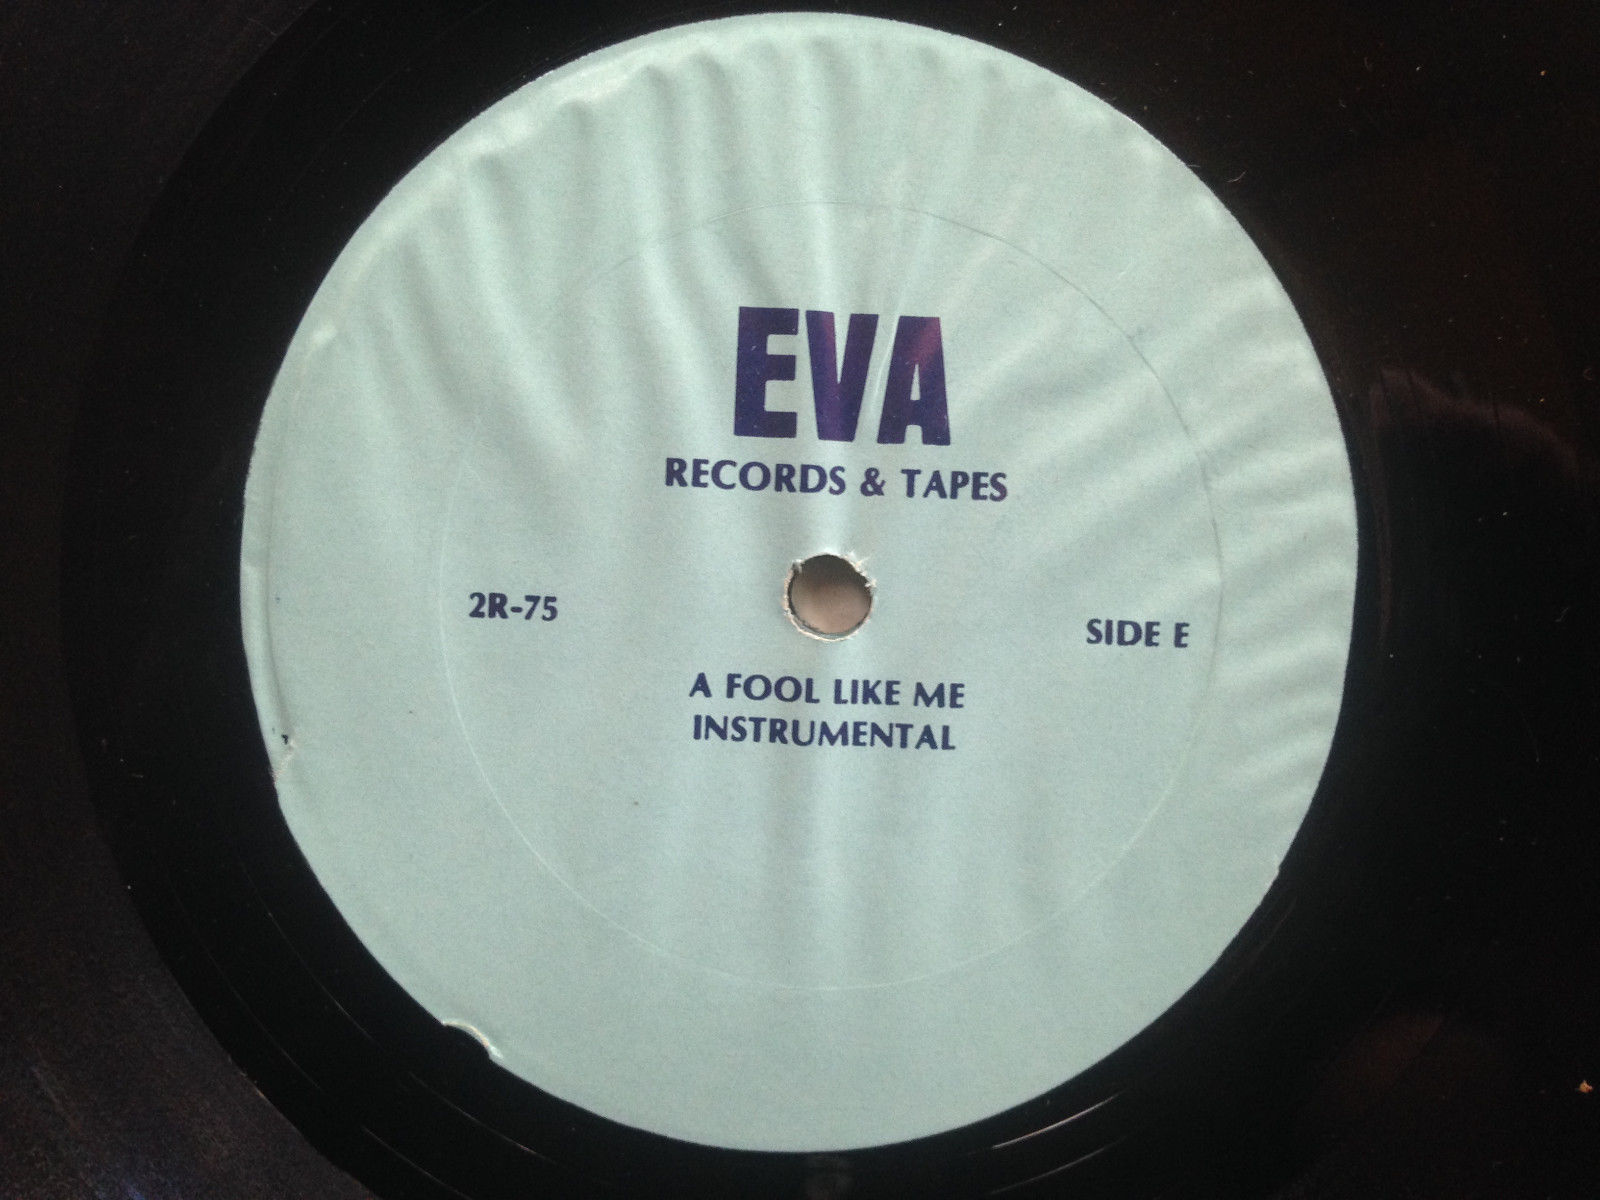 EVA
RECORDS & TAPES
2R-75
SIDE E
A FOOL LIKE ME
INSTRUMENTAL